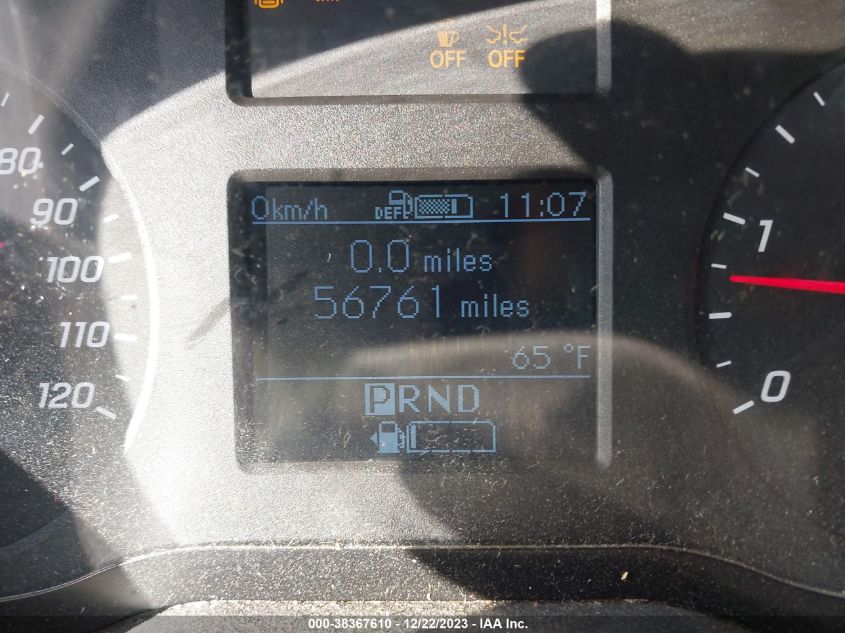 OFF OFF
0km/h DEF 11:07
0.0 miles
56761 miles
65 °F
PRND
80
90
100
110
120
1
0
000-38367610 - 12/22/2023 - IAA Inc.